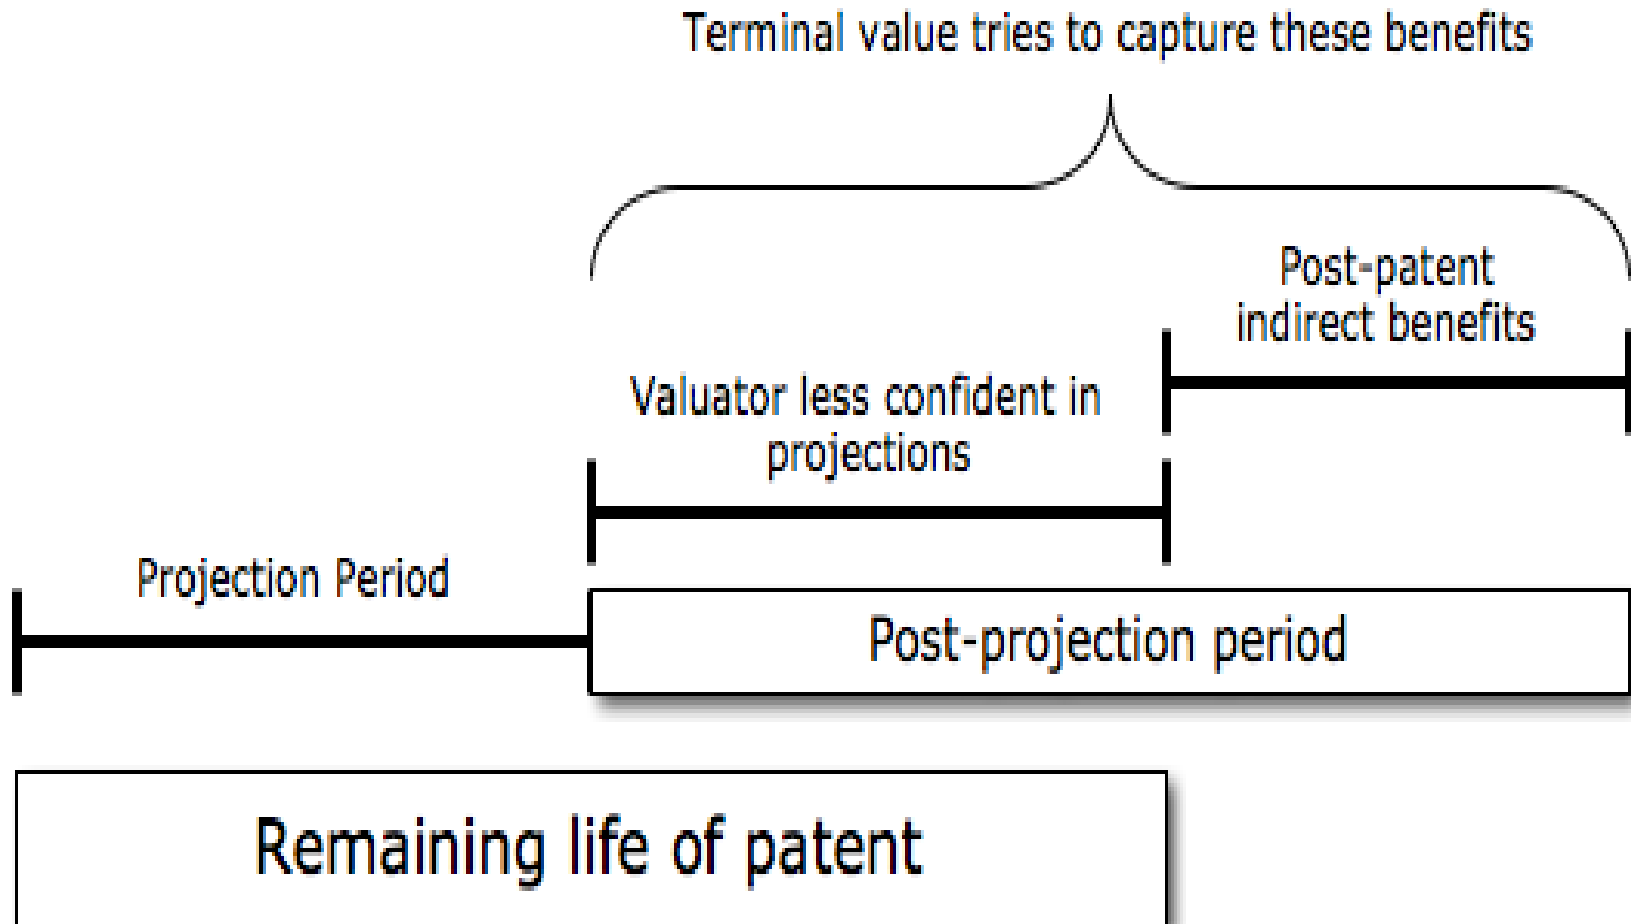 Terminal value tries to capture these benefits
Post-patent
indirect benefits
Valuator less confident in
projections
Projection Period
Post-projection period
Remaining life of patent